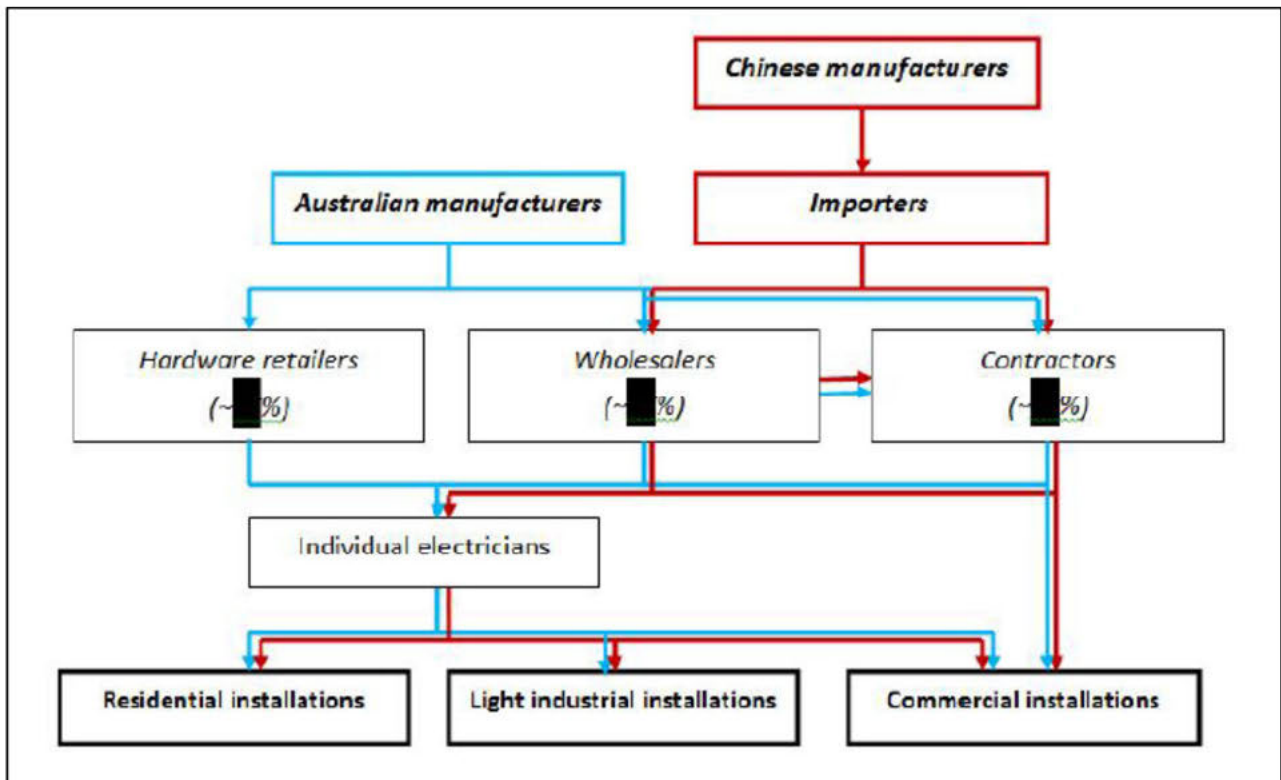 Chinese manufacturers
Australian manufacturers
Importers
Hardware retailers
(~%)
Wholesalers
(~%)
Contractors
(~%)
Individual electricians
Residential installations
Light industrial installations
Commercial installations